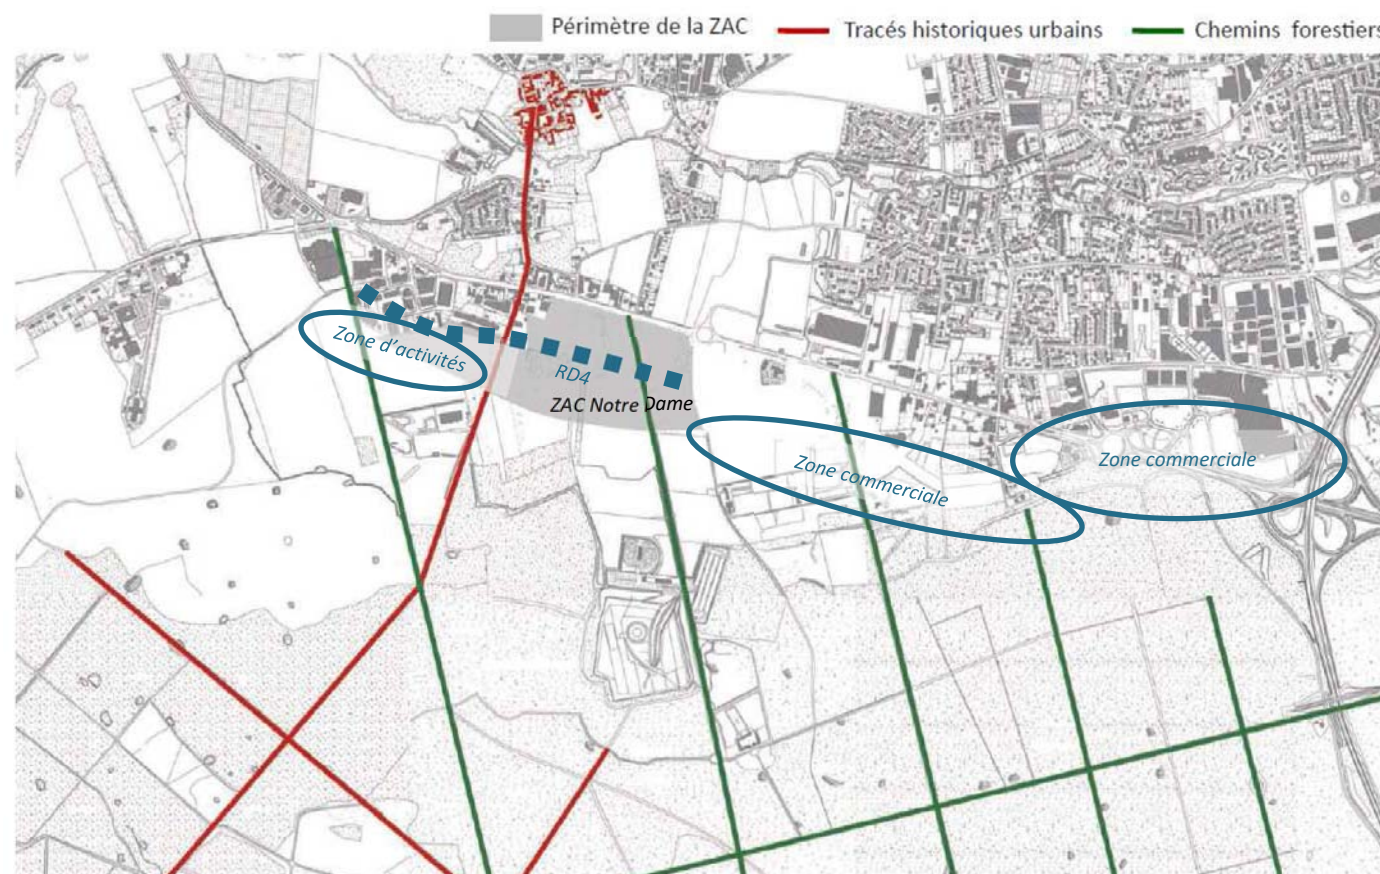 Périmètre de la ZAC
Tracés historiques urbains
Chemins forestiers
Zone d'activités
RD4
ZAC Notre Dame
Zone commerciale
Zone commerciale